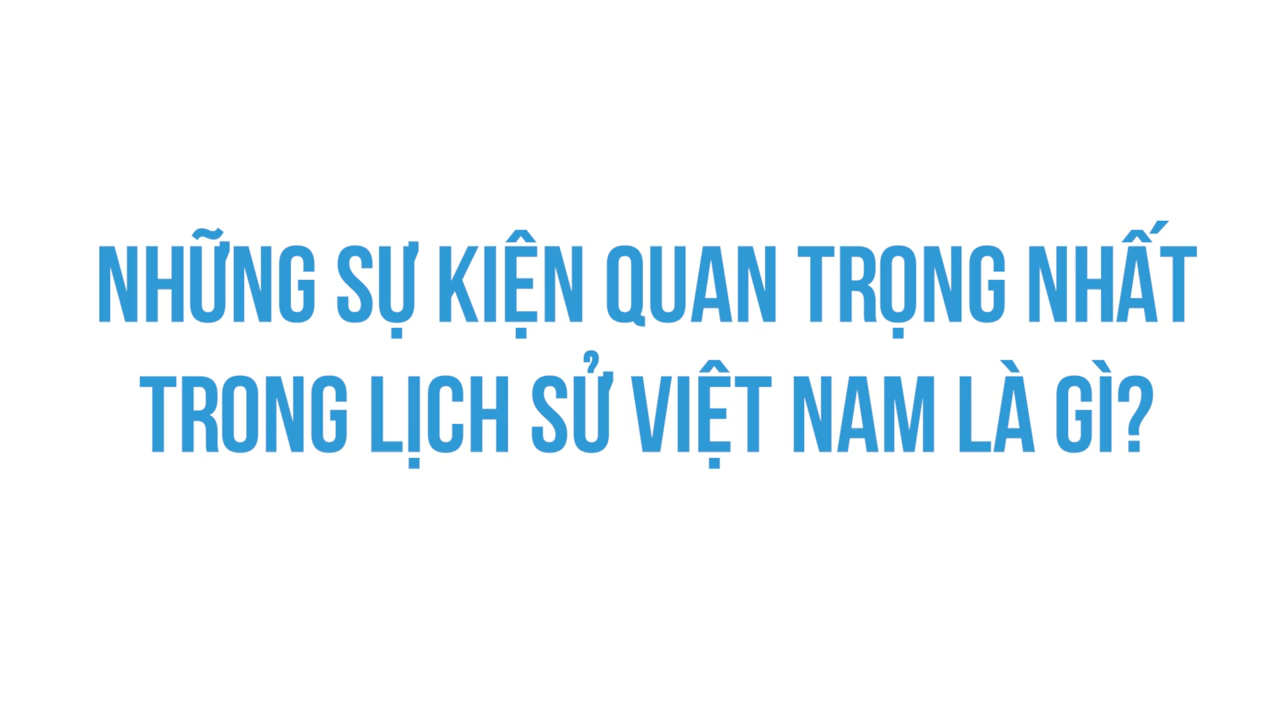 NHỮNG SỰ KIỆN QUAN TRỌNG NHẤT
TRONG LỊCH SỬ VIỆT NAM LÀ GÌ?